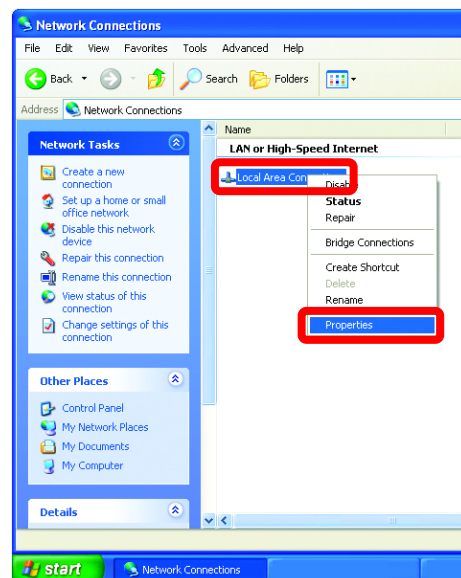 Network Connections
File Edit View Favorites Tools Advanced Help
Back Search Folders
Address Network Connections
Name
Network Tasks
Create a new
connection
Set up a home or small
office network
Disable this network
device
Repair this connection
Rename this connection
View status of this
connection
Change settings of this
connection
Other Places
Control Panel
My Network Places
My Documents
My Computer
Details
LAN or High-Speed Internet
Local Area
Disable
Status
Repair
Bridge Connections
Create Shortcut
Delete
Rename
Properties
start Network Connections